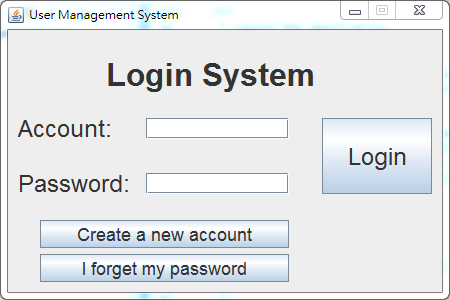 User Management System
Login System
Account:
Login
Password:
Create a new account
I forget my password